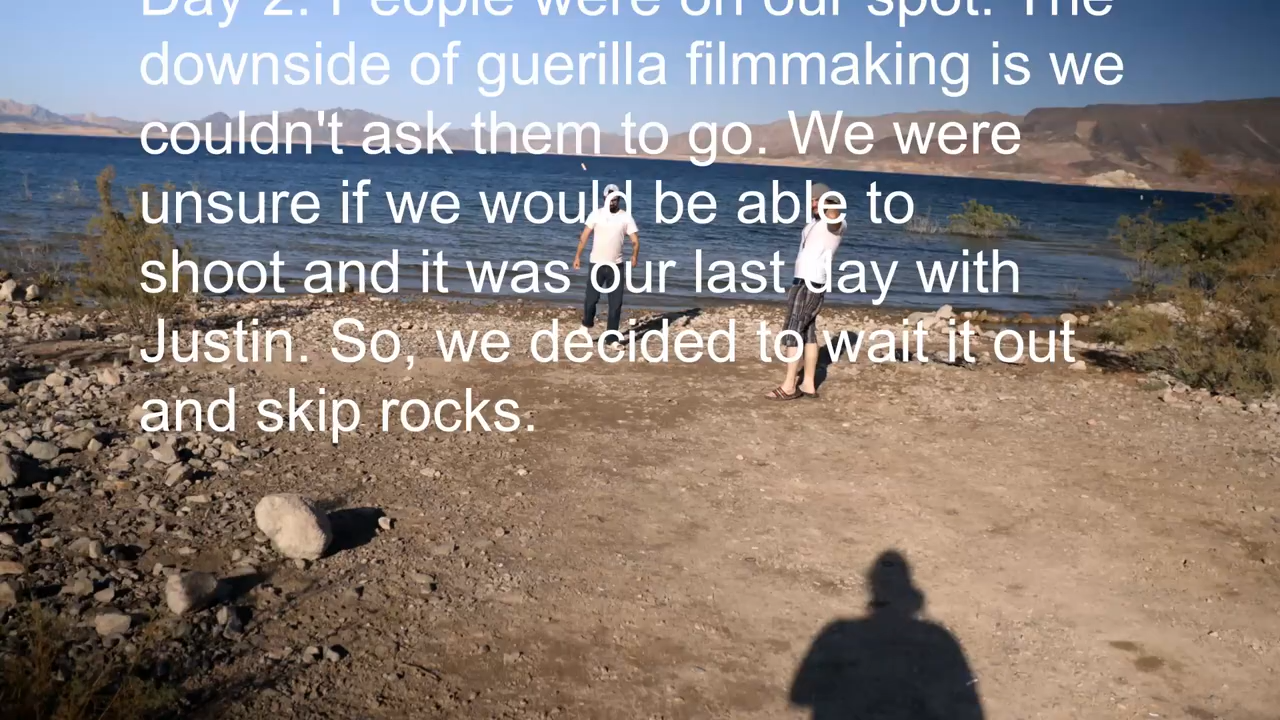 Day 2: People were on our spot. The
downside of guerilla filmmaking is we
couldn't ask them to go. We were
unsure if we would be able to
shoot and it was our last day with
Justin. So, we decided to wait it out
and skip rocks.